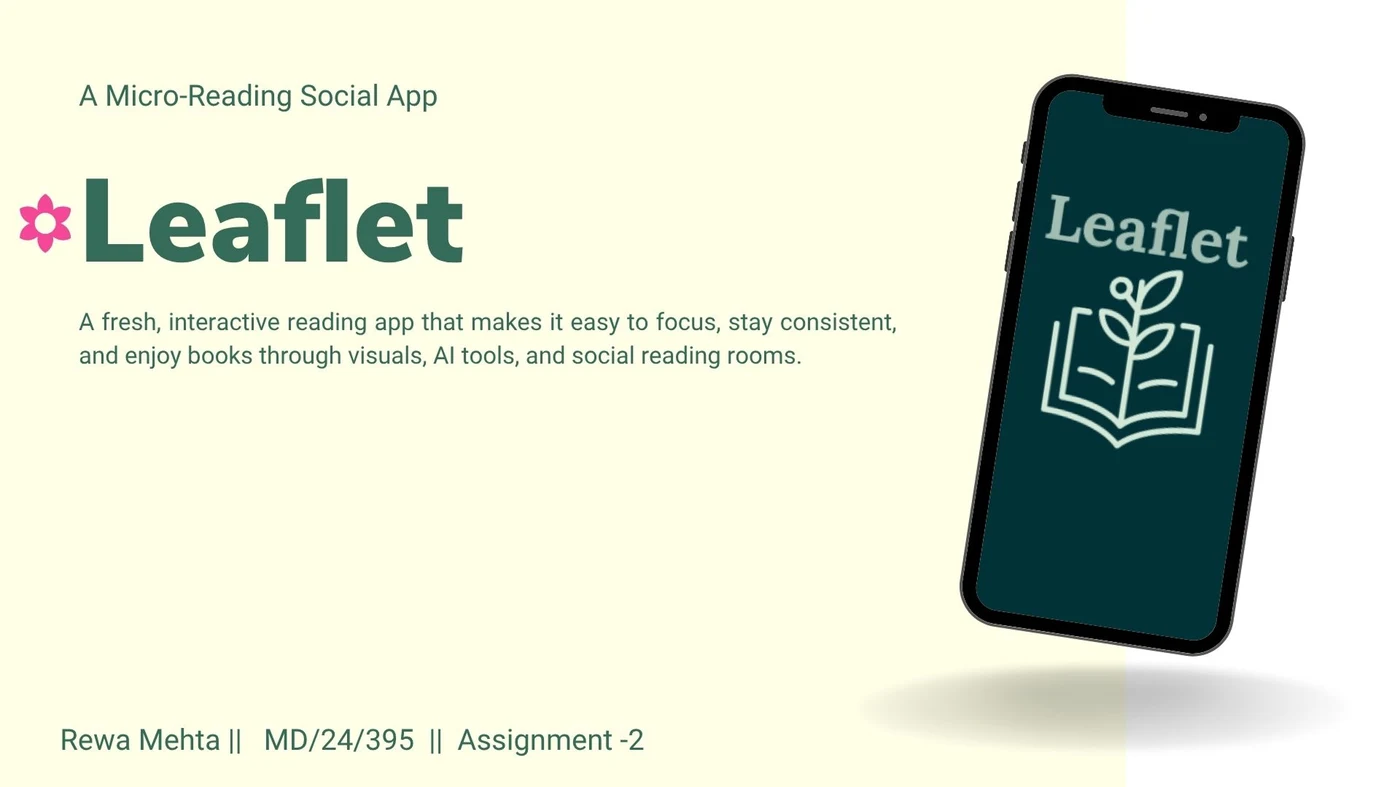 A Micro-Reading Social App
Leaflet
A fresh, interactive reading app that makes it easy to focus, stay consistent,
and enjoy books through visuals, AI tools, and social reading rooms.
Leaflet
Rewa Mehta || MD/24/395 || Assignment -2